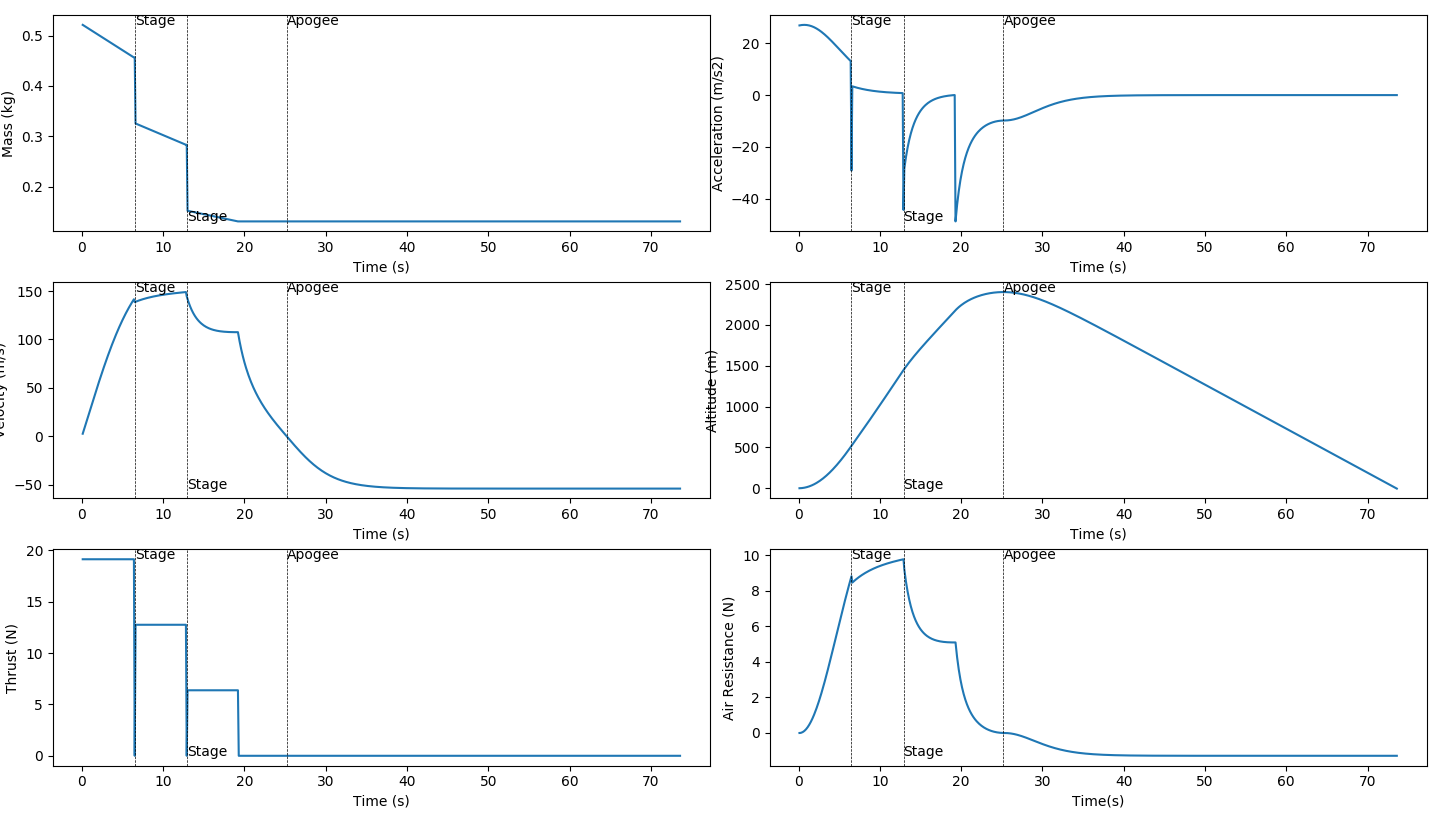 Stage Apogee
0.5
0.4
0.3
0.2
Mass (kg)
Stage
0 10 20 30 40 50 60 70
Time (s)
Stage Apogee
20
0
−20
−40
Acceleration (m/s2)
Stage
0 10 20 30 40 50 60 70
Time (s)
Stage Apogee
150
100
50
0
−50
Velocity (m/s)
Stage
0 10 20 30 40 50 60 70
Time (s)
Stage Apogee
2500
2000
1500
1000
500
0
Altitude (m)
Stage
0 10 20 30 40 50 60 70
Time (s)
Stage Apogee
20
15
10
5
0
Thrust (N)
Stage
0 10 20 30 40 50 60 70
Time (s)
Stage Apogee
10
8
6
4
2
0
Air Resistance (N)
Stage
0 10 20 30 40 50 60 70
Time(s)